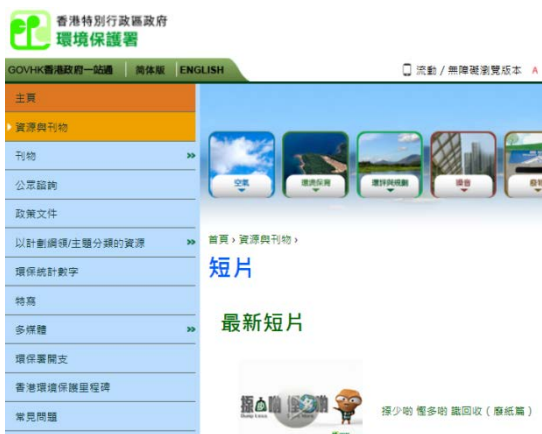 香港特別行政區政府
環境保護署
GOVHK香港政府一站通 简体版 ENGLISH
流動 / 無障礙瀏覽版本 A
主頁
資源與刊物
刊物
公眾諮詢
政策文件
以計劃綱領/主題分類的資源
環保統計數字
特寫
多媒體
環保署開支
香港環境保護里程碑
常見問題
空氣
環境保育
環評與規劃
噪音
首頁 › 資源與刊物 ›
短片
最新短片
揼少啲 慳多啲
揼少啲 慳多啲 識回收 ( 廢紙篇 )